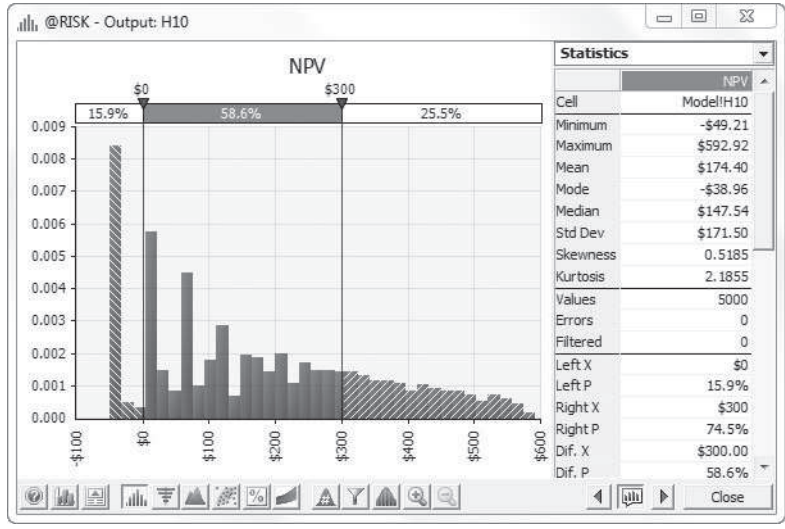 @RISK - Output: H10
NPV
$0 $300
15.9% 58.6% 25.5%
0.009
0.008
0.007
0.006
0.005
0.004
0.003
0.002
0.001
0.000
-$100 $0 $100 $200 $300 $400 $500 $600
Statistics
NPV
Cell Model!H10
Minimum -$49.21
Maximum $592.92
Mean $174.40
Mode -$38.96
Median $147.54
Std Dev $171.50
Skewness 0.5185
Kurtosis 2.1855
Values 5000
Errors 0
Filtered 0
Left X $0
Left P 15.9%
Right X $300
Right P 74.5%
Dif. X $300.00
Dif. P 58.6%
Close